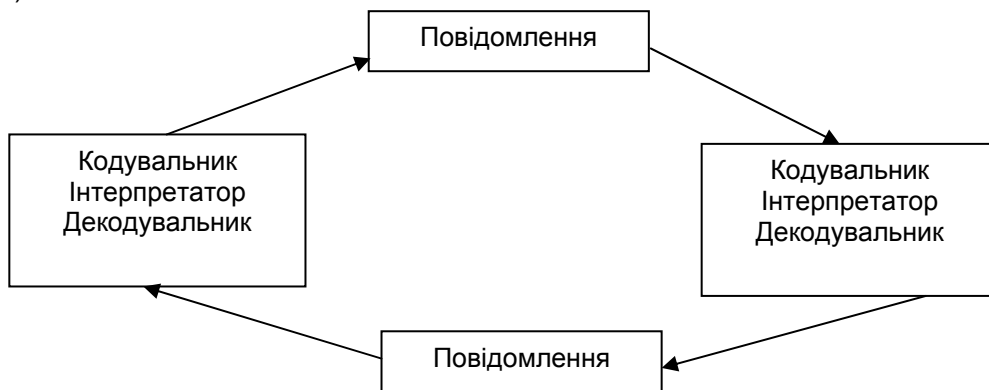 Повідомлення
Кодувальник
Інтерпретатор
Декодувальник
Кодувальник
Інтерпретатор
Декодувальник
Повідомлення